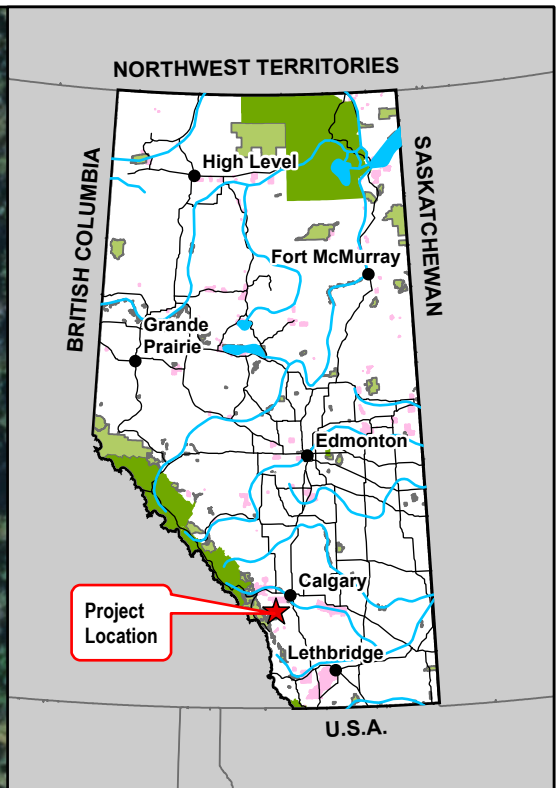 NORTHWEST TERRITORIES
BRITISH COLUMBIA
SASKATCHEWAN
High Level
Fort McMurray
Grande
Prairie
Edmonton
Calgary
Project
Location
Lethbridge
U.S.A.